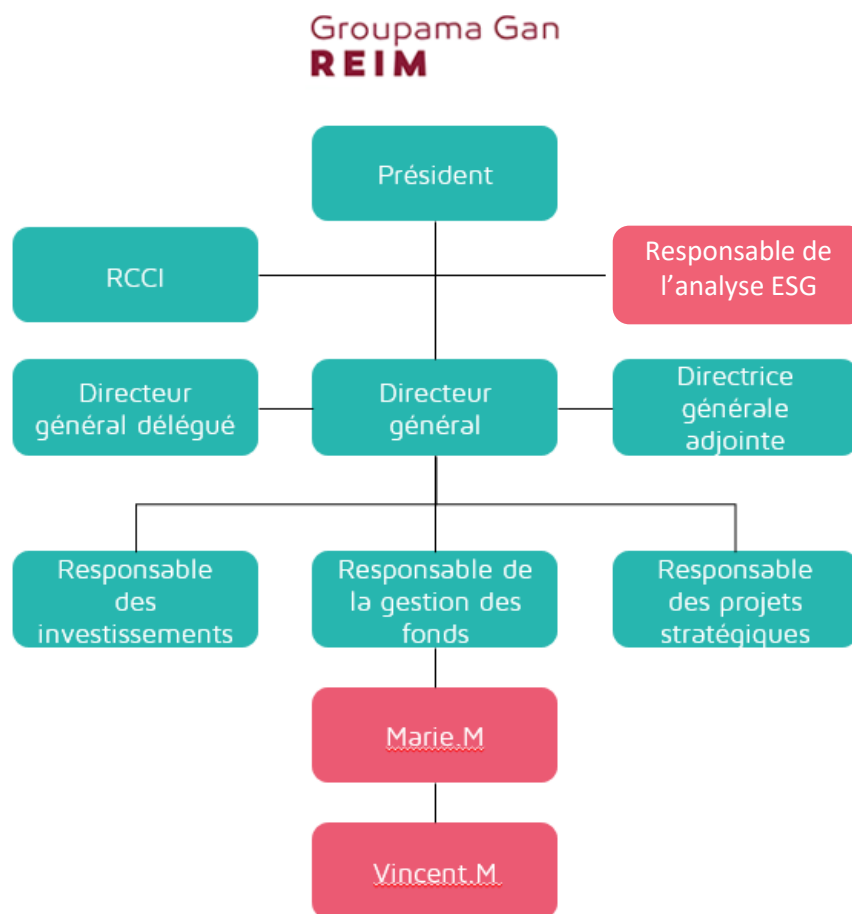 Groupama Gan
REIM
Président
RCCI
Responsable de
l’analyse ESG
Directeur
général délégué
Directeur
général
Directrice
générale
adjointe
Responsable
des
investissements
Responsable de
la gestion des
fonds
Responsable
des projets
stratégiques
Marie.M
Vincent.M